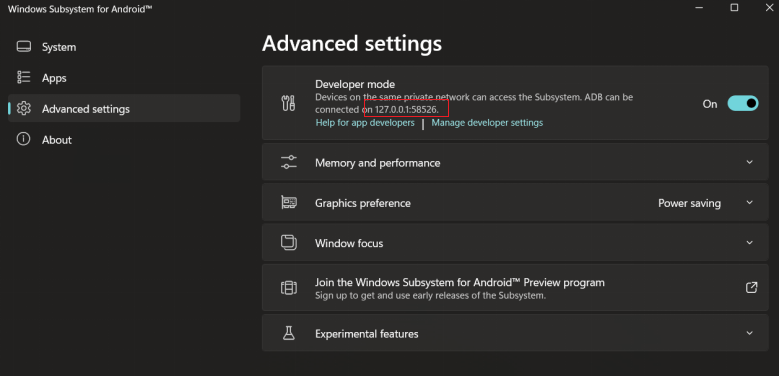 Windows Subsystem for Android™
System
Apps
Advanced settings
About
Advanced settings
Developer mode
Devices on the same private network can access the Subsystem. ADB can be
connected on 127.0.0.1:58526.
Help for app developers | Manage developer settings
On
Memory and performance
Graphics preference
Power saving
Window focus
Join the Windows Subsystem for Android™ Preview program
Sign up to get and use early releases of the Subsystem.
Experimental features